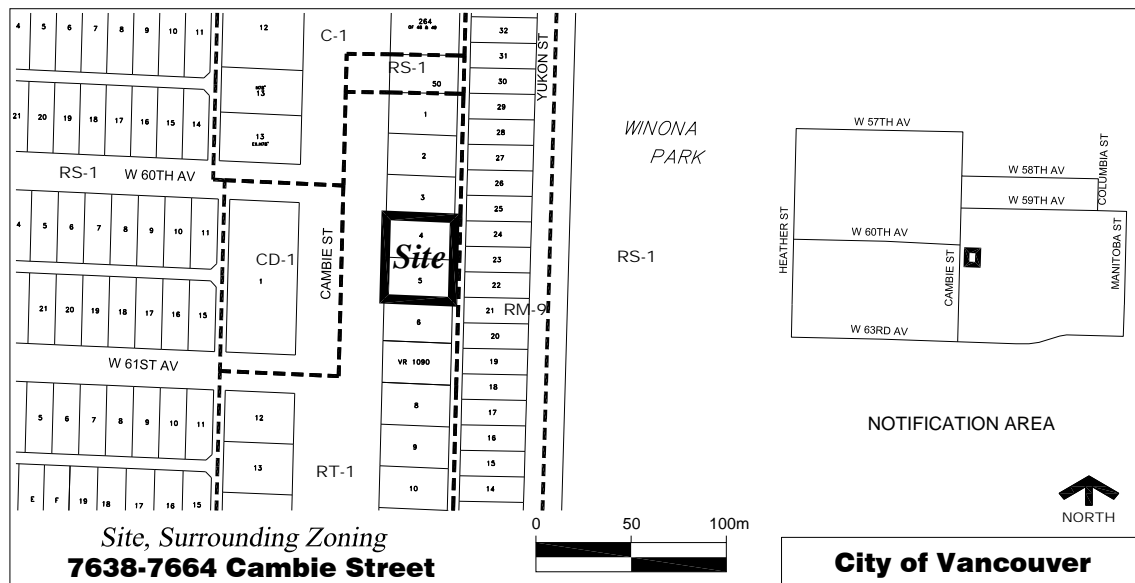 4 5 6 7 8 9 10 11
12
C-1
264
32
31
YUKON ST
RS-1
30
50
13
29
21 20 19 18 17 16 15 14
1
13
28
2
27
WINONA
PARK
RS-1
W 60TH AV
26
3
25
4 5 6 7 8 9 10 11
4
24
CD-1
1
CAMBIE ST
Site
23
RS-1
5
22
21 20 19 18 17 16 15
6
21
RM-9
20
W 61ST AV
VR 1090
19
18
5 6 7 8 9 10 11
12
8
17
16
9
13
RT-1
15
E F 19 18 17 16 15
10
14
W 57TH AV
W 58TH AV
COLUMBIA ST
W 59TH AV
HEATHER ST
W 60TH AV
CAMBIE ST
MANITOBA ST
W 63RD AV
NOTIFICATION AREA
NORTH
Site, Surrounding Zoning
7638-7664 Cambie Street
0 50 100m
City of Vancouver